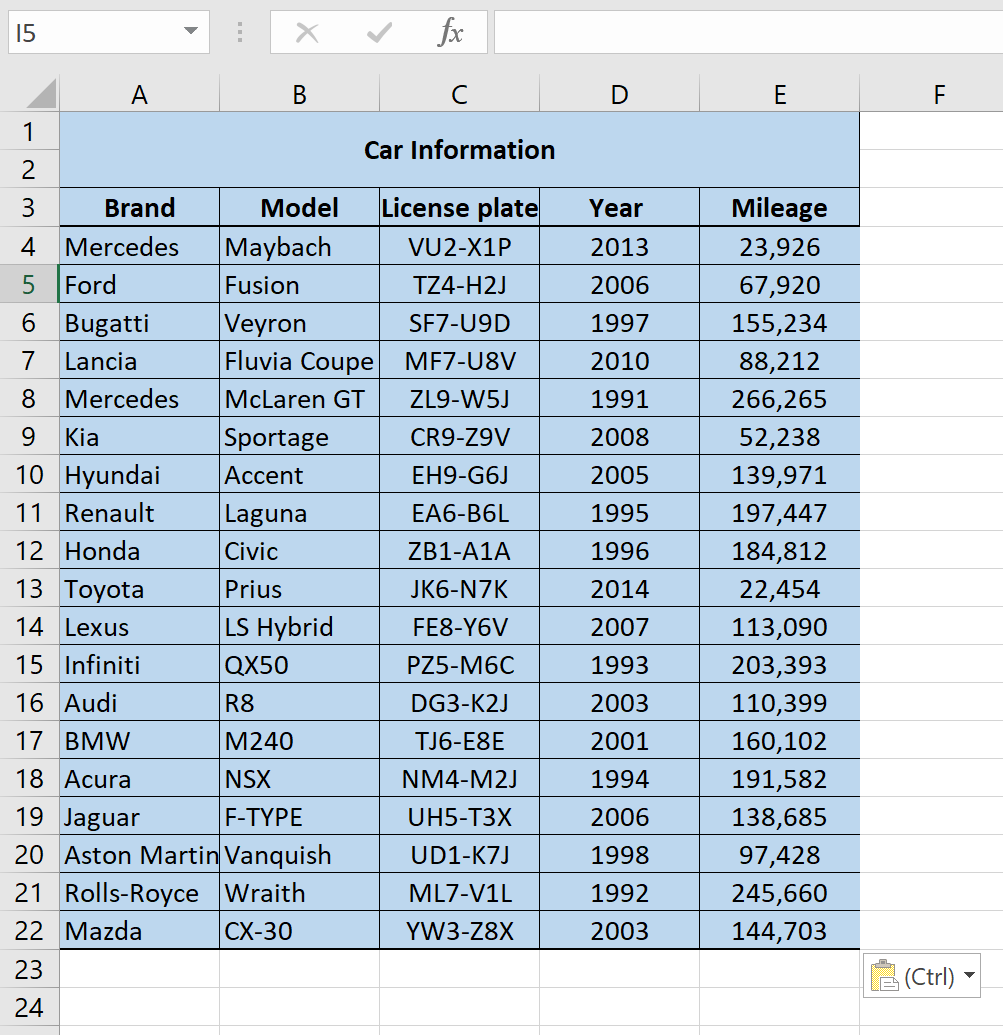 I5 fx
A B C D E F
1 Car Information
2
3 Brand Model License plate Year Mileage
4 Mercedes Maybach VU2-X1P 2013 23,926
5 Ford Fusion TZ4-H2J 2006 67,920
6 Bugatti Veyron SF7-U9D 1997 155,234
7 Lancia Fluvia Coupe MF7-U8V 2010 88,212
8 Mercedes McLaren GT ZL9-W5J 1991 266,265
9 Kia Sportage CR9-Z9V 2008 52,238
10 Hyundai Accent EH9-G6J 2005 139,971
11 Renault Laguna EA6-B6L 1995 197,447
12 Honda Civic ZB1-A1A 1996 184,812
13 Toyota Prius JK6-N7K 2014 22,454
14 Lexus LS Hybrid FE8-Y6V 2007 113,090
15 Infiniti QX50 PZ5-M6C 1993 203,393
16 Audi R8 DG3-K2J 2003 110,399
17 BMW M240 TJ6-E8E 2001 160,102
18 Acura NSX NM4-M2J 1994 191,582
19 Jaguar F-TYPE UH5-T3X 2006 138,685
20 Aston Martin Vanquish UD1-K7J 1998 97,428
21 Rolls-Royce Wraith ML7-V1L 1992 245,660
22 Mazda CX-30 YW3-Z8X 2003 144,703
23 (Ctrl)
24